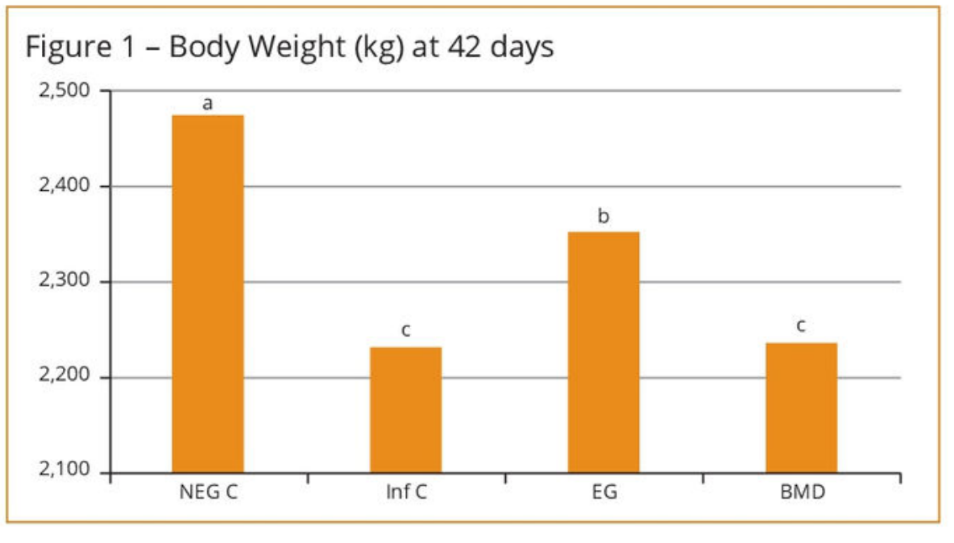 Figure 1 – Body Weight (kg) at 42 days
2,500
a
2,400
b
2,300
c
c
2,200
2,100
NEG C Inf C EG BMD